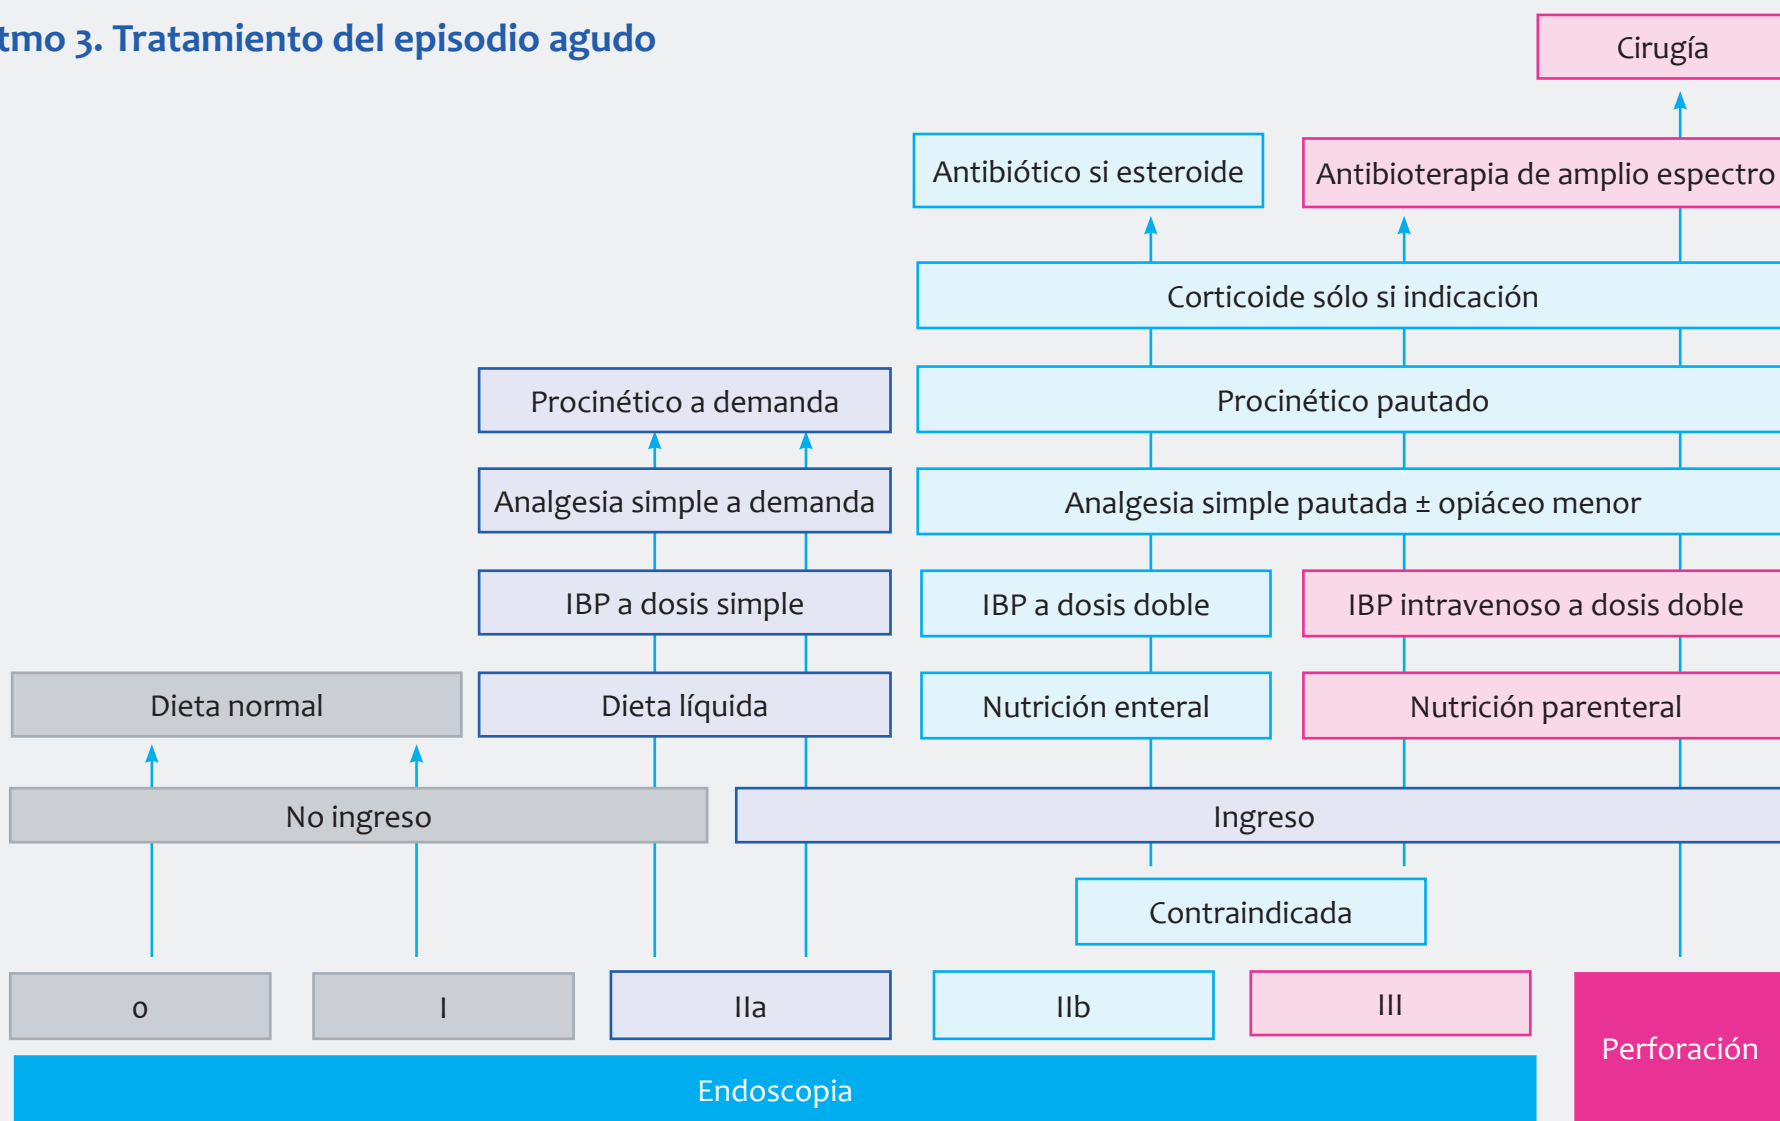 tmo 3. Tratamiento del episodio agudo
Cirugía
Antibiótico si esteroide
Antibioterapia de amplio espectro
Corticoide sólo si indicación
Procinético a demanda
Procinético pautado
Analgesia simple a demanda
Analgesia simple pautada ± opiáceo menor
IBP a dosis simple
IBP a dosis doble
IBP intravenoso a dosis doble
Dieta normal
Dieta líquida
Nutrición enteral
Nutrición parenteral
No ingreso
Ingreso
Contraindicada
0
I
IIa
IIb
III
Perforación
Endoscopia